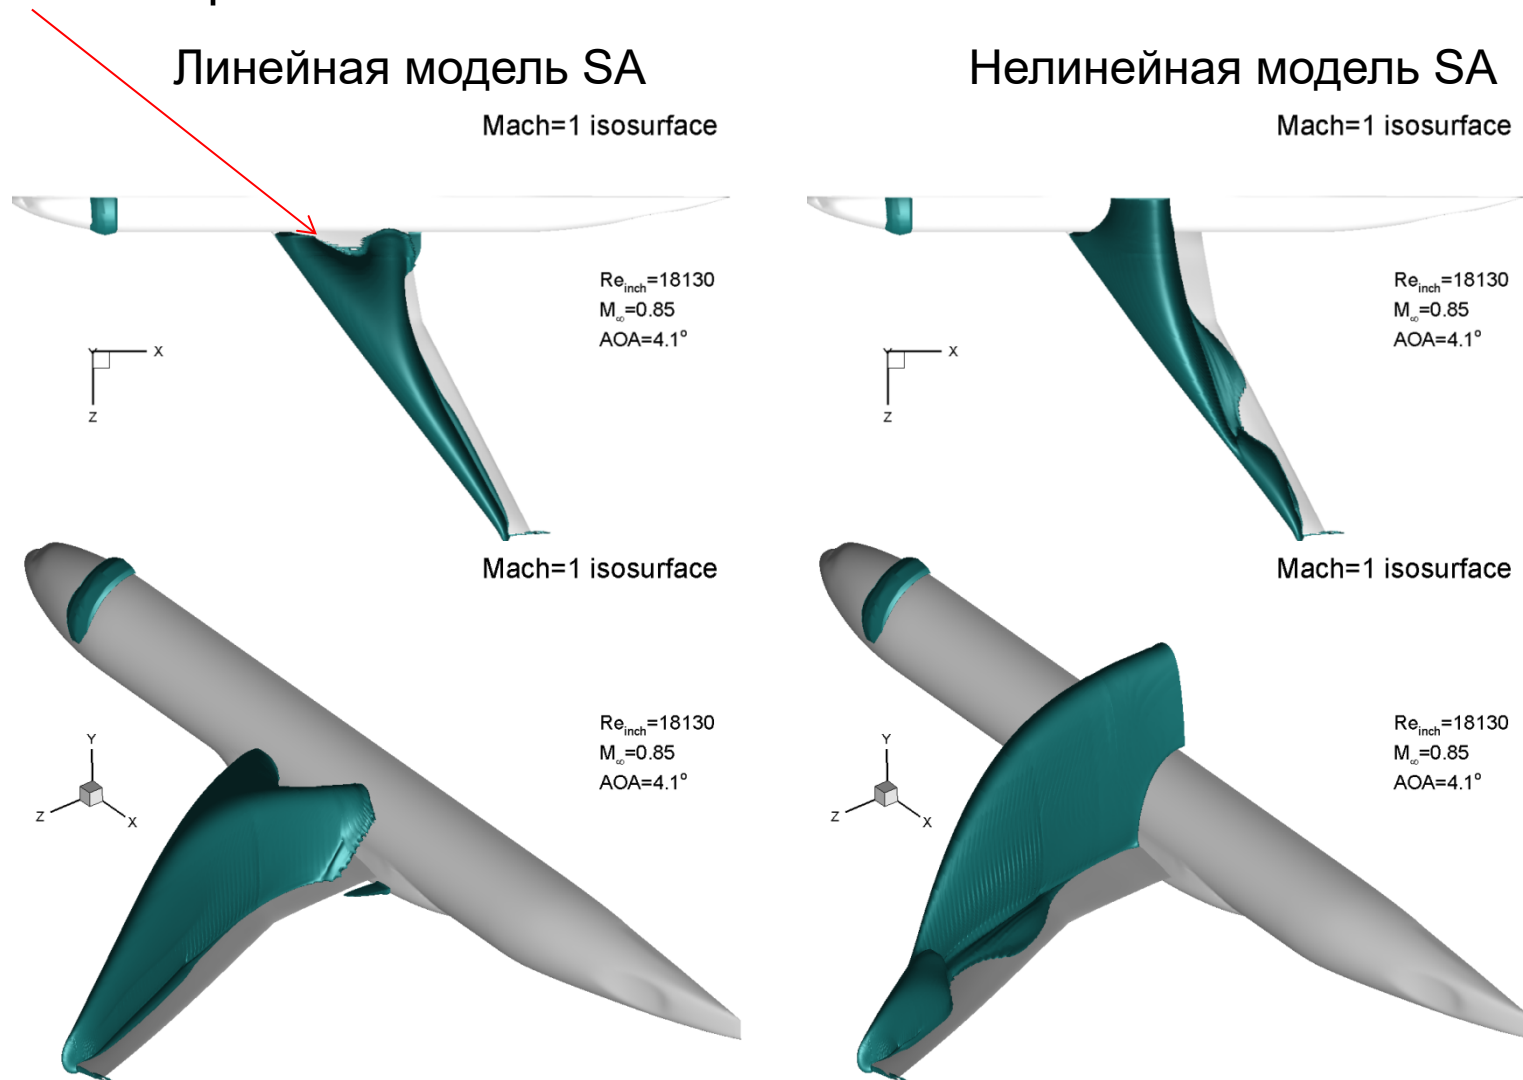 Линейная модель SA
Нелинейная модель SA
Mach=1 isosurface
Mach=1 isosurface
Re_inch=18130
M_∞=0.85
AOA=4.1°
Re_inch=18130
M_∞=0.85
AOA=4.1°
Y X
Z
Y X
Z
Mach=1 isosurface
Mach=1 isosurface
Re_inch=18130
M_∞=0.85
AOA=4.1°
Re_inch=18130
M_∞=0.85
AOA=4.1°
Y
Z X
Y
Z X